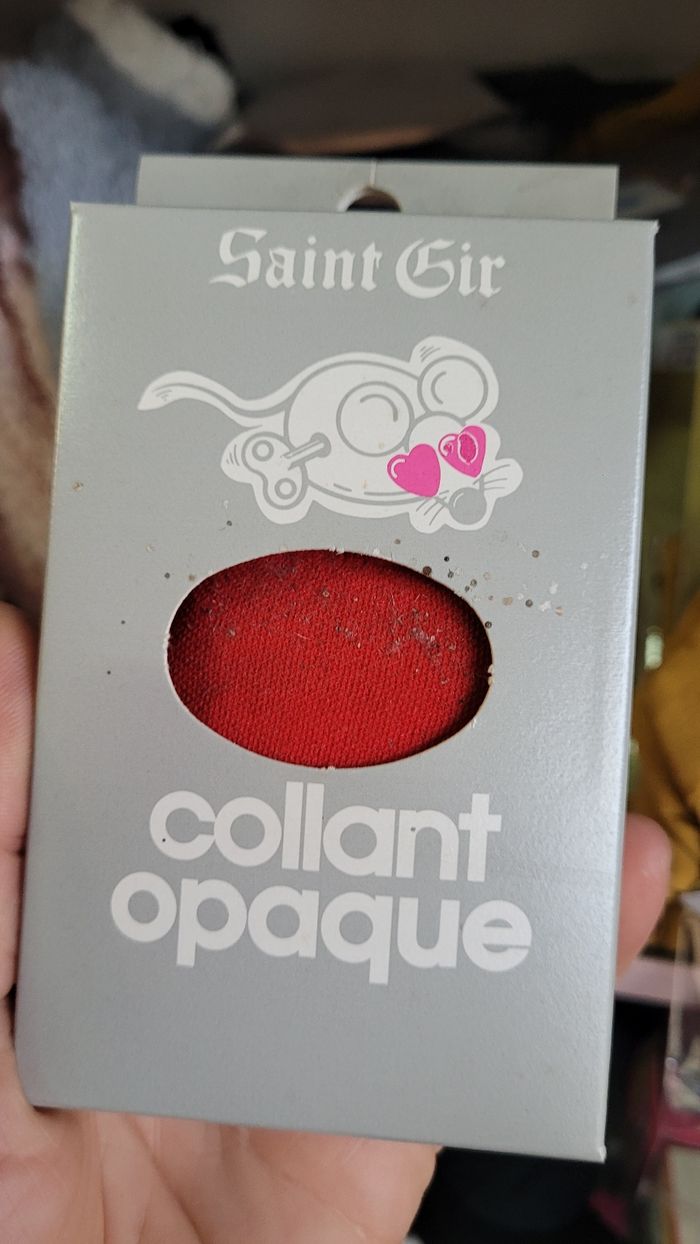 Saint Gir
collant
opaque